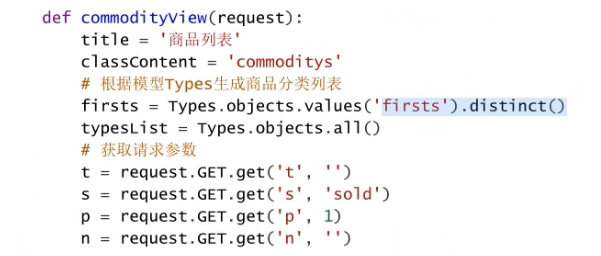 def commodityView(request):
    title = '商品列表'
    classContent = 'commoditys'
    # 根据模型Types生成商品分类列表
    firsts = Types.objects.values('firsts').distinct()
    typesList = Types.objects.all()
    # 获取请求参数
    t = request.GET.get('t', '')
    s = request.GET.get('s', 'sold')
    p = request.GET.get('p', 1)
    n = request.GET.get('n', '')